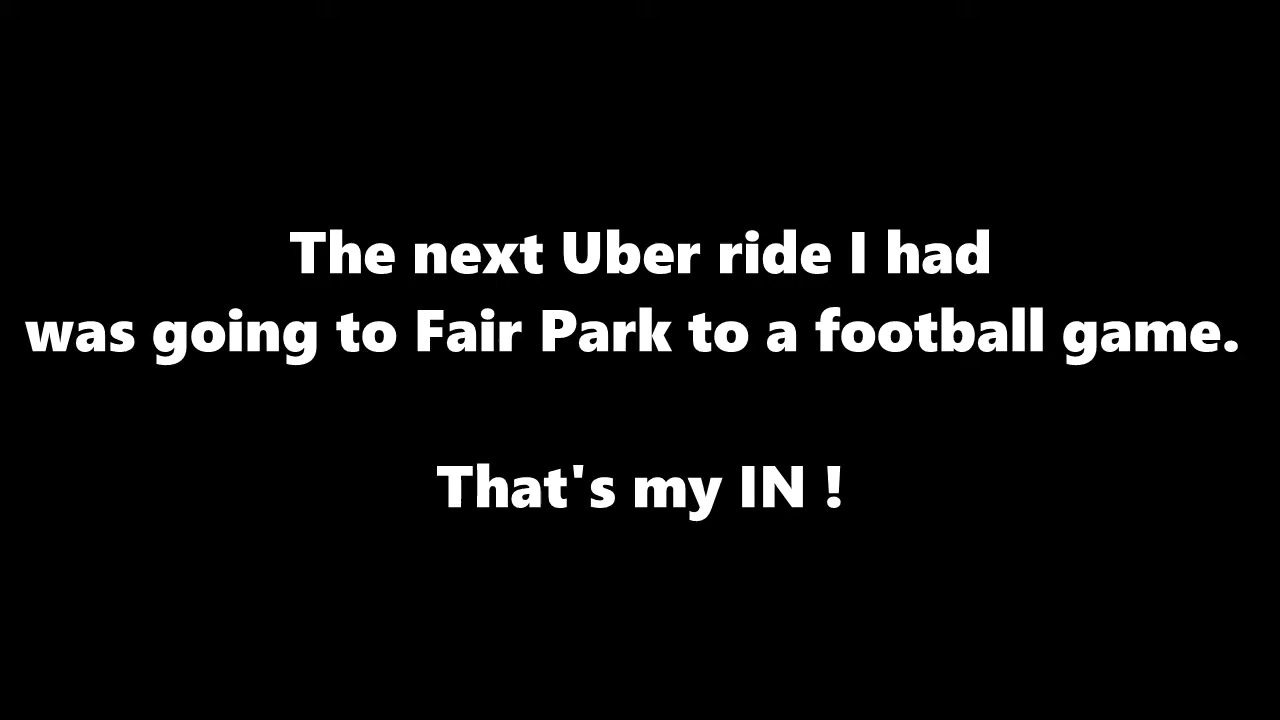 The next Uber ride I had
was going to Fair Park to a football game.
That's my IN !